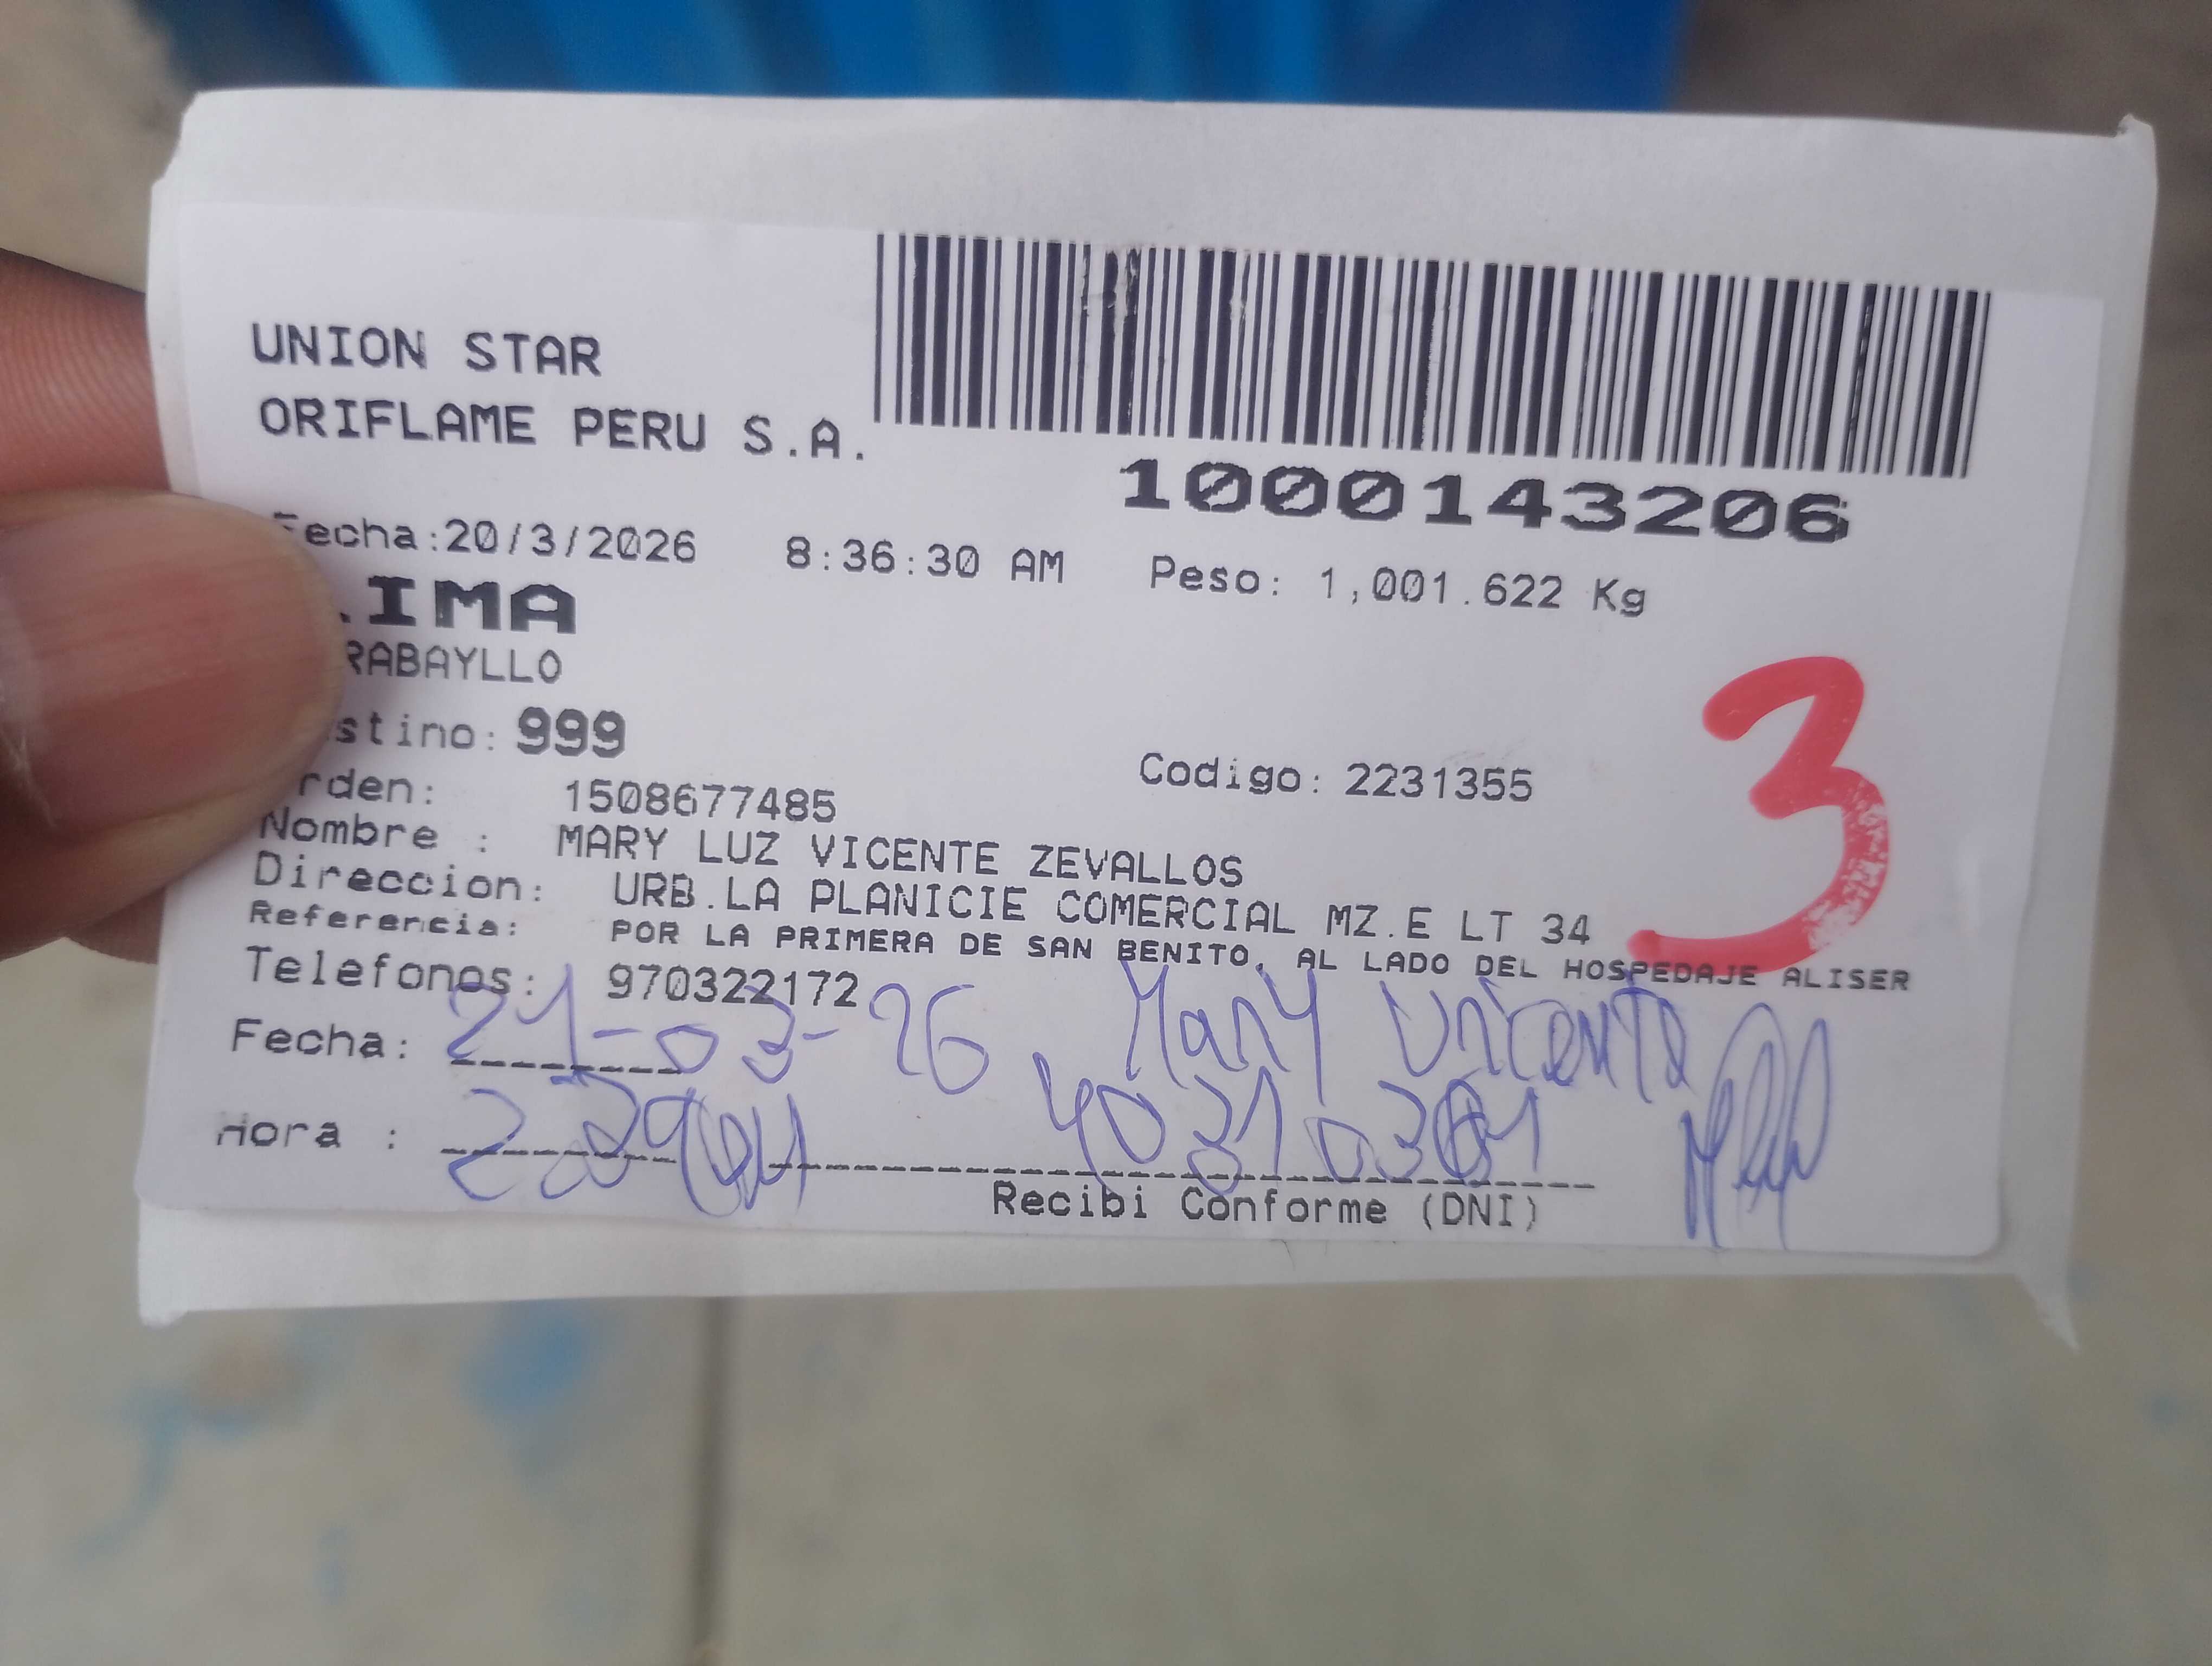 UNION STAR
ORIFLAME PERU S.A.
1000143206
Fecha:20/3/2026 8:36:30 AM Peso: 1,001.622 Kg
.IMA
RABAYLLO
stino: 999
3
rden: 1508677485 Codigo: 2231355
Nombre : MARY LUZ VICENTE ZEVALLOS
Direccion: URB.LA PLANICIE COMERCIAL MZ.E LT 34
Referencia: POR LA PRIMERA DE SAN BENITO, AL LADO DEL HOSPEDAJE ALISER
Telefonos: 970322172
Fecha: 21-03-26 Mary Vicente
Hora :
Recibi Conforme (DNI)